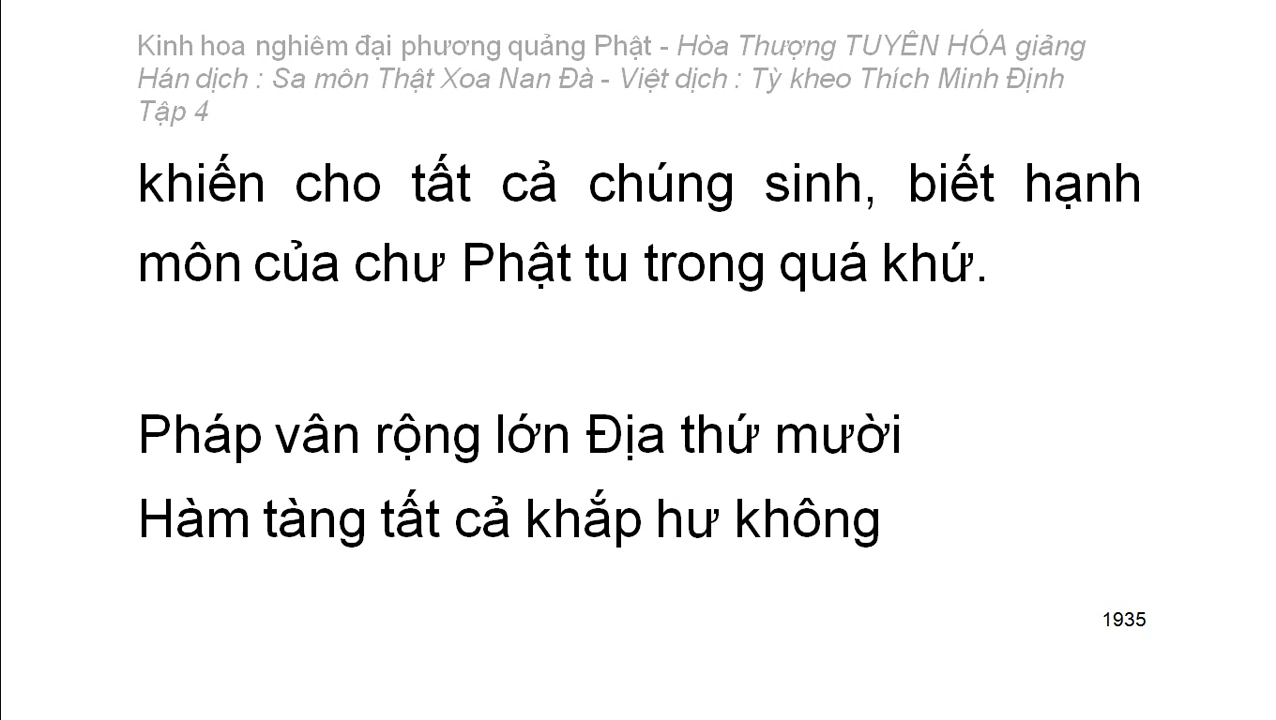 Kinh hoa nghiêm đại phương quảng Phật - Hòa Thượng TUYÊN HÓA giảng
Hán dịch : Sa môn Thật Xoa Nan Đà - Việt dịch : Tỳ kheo Thích Minh Định
Tập 4
khiến cho tất cả chúng sinh, biết hạnh
môn của chư Phật tu trong quá khứ.
Pháp vân rộng lớn Địa thứ mười
Hàm tàng tất cả khắp hư không
1935